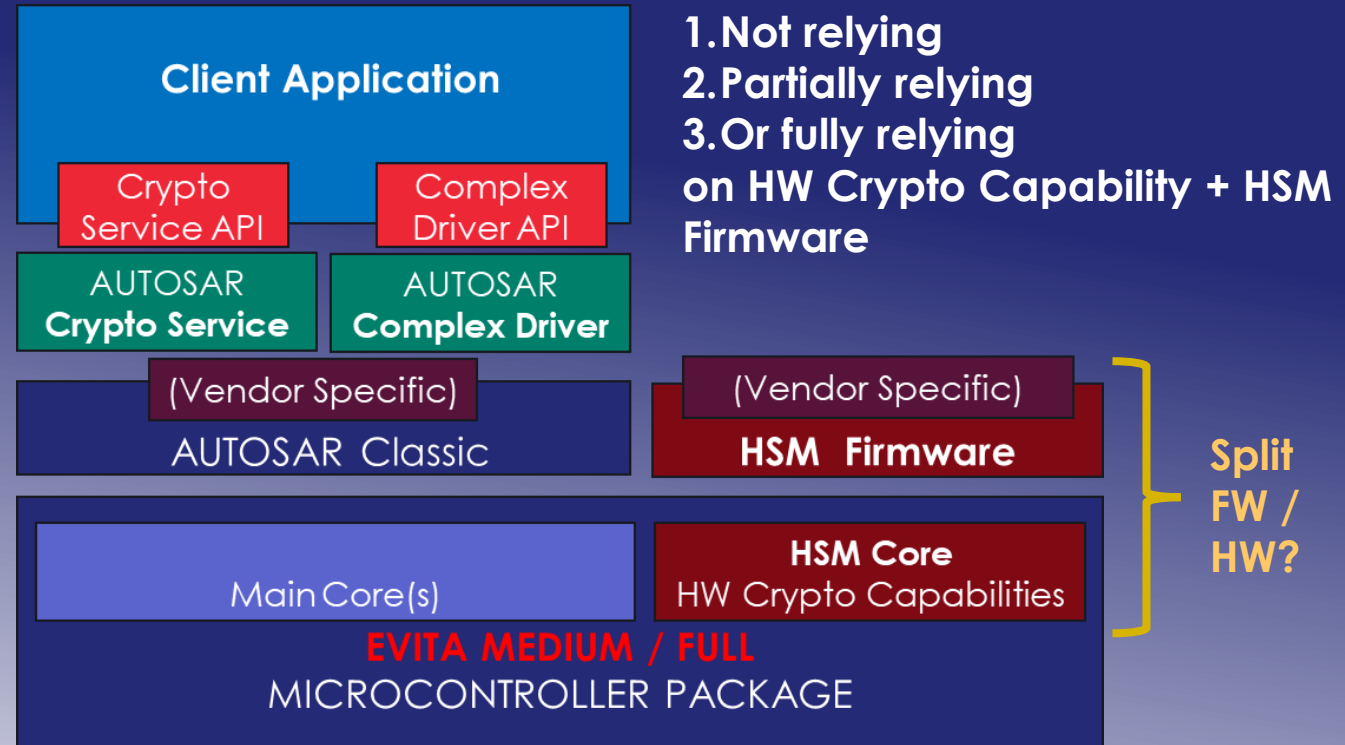 Client Application
Crypto
Service API
Complex
Driver API
AUTOSAR
Crypto Service
AUTOSAR
Complex Driver
(Vendor Specific)
AUTOSAR Classic
(Vendor Specific)
HSM Firmware
Main Core(s)
HSM Core
HW Crypto Capabilities
EVITA MEDIUM / FULL
MICROCONTROLLER PACKAGE
1.Not relying
2.Partially relying
3.Or fully relying
on HW Crypto Capability + HSM
Firmware
Split
FW /
HW?